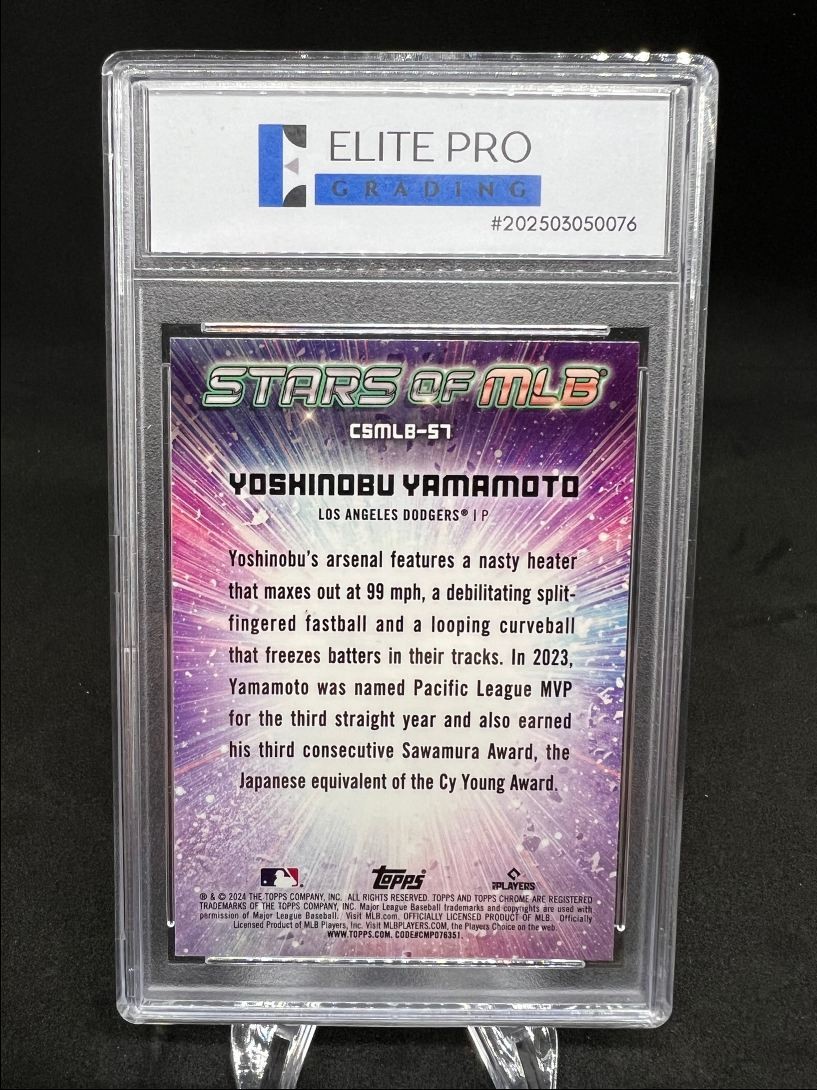 ELITE PRO
GRADING
#202503050076
STARS OF MLB®
CSMLB-57
YOSHINOBU YAMAMOTO
LOS ANGELES DODGERS® | P
Yoshinobu's arsenal features a nasty heater
that maxes out at 99 mph, a debilitating split-
fingered fastball and a looping curveball
that freezes batters in their tracks. In 2023,
Yamamoto was named Pacific League MVP
for the third straight year and also earned
his third consecutive Sawamura Award, the
Japanese equivalent of the Cy Young Award.
topps
PLAYERS
® & © 2024 THE TOPPS COMPANY, INC. ALL RIGHTS RESERVED. TOPPS AND TOPPS CHROME ARE REGISTERED
TRADEMARKS OF THE TOPPS COMPANY, INC. Major League Baseball trademarks and copyrights are used with
permission of Major League Baseball. Visit MLB.com. OFFICIALLY LICENSED PRODUCT OF MLB. Officially
Licensed Product of MLB Players, Inc. Visit MLBPLAYERS.com, the Players Choice on the web.
WWW.TOPPS.COM. CODE#CMP076351.